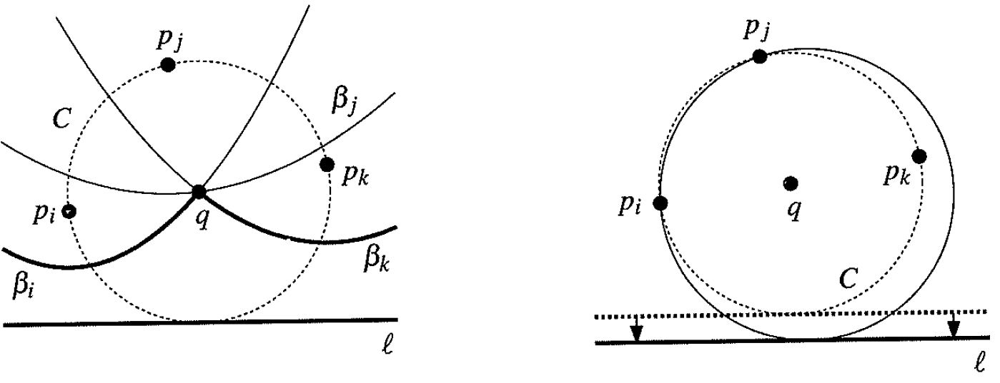 p_j
C
β_j
p_k
p_i
q
β_i
β_k
ℓ
p_j
p_k
p_i
q
C
ℓ